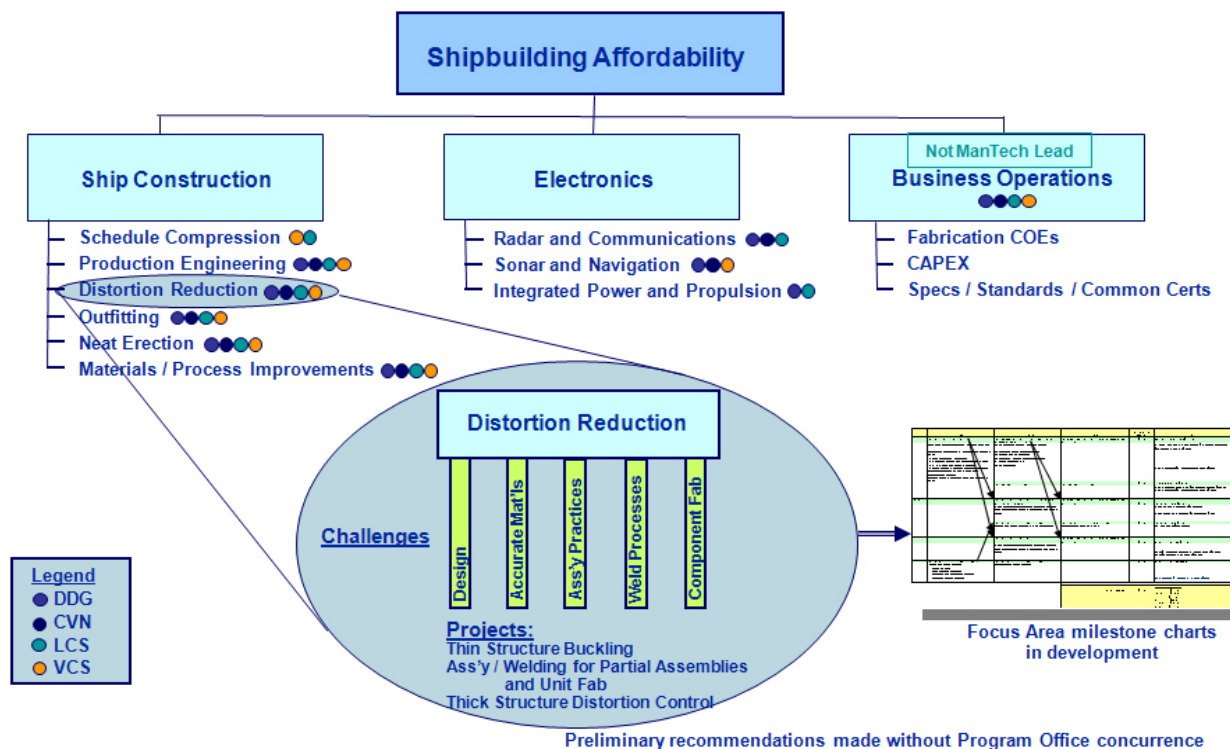 Shipbuilding Affordability
Ship Construction
Schedule Compression
Production Engineering
Distortion Reduction
Outfitting
Neat Erection
Materials / Process Improvements
Electronics
Radar and Communications
Sonar and Navigation
Integrated Power and Propulsion
Not ManTech Lead
Business Operations
Fabrication COEs
CAPEX
Specs / Standards / Common Certs
Distortion Reduction
Challenges
Design
Accurate Mat'ls
Ass'y Practices
Weld Processes
Component Fab
Projects:
Thin Structure Buckling
Ass'y / Welding for Partial Assemblies
and Unit Fab
Thick Structure Distortion Control
Legend
DDG
CVN
LCS
VCS
Focus Area milestone charts
in development
Preliminary recommendations made without Program Office concurrence